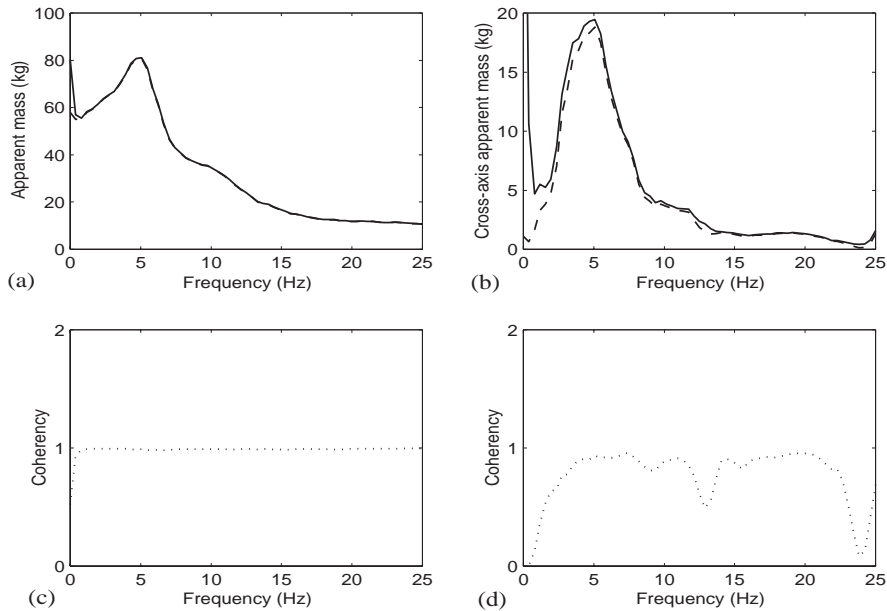 100
80
60
40
20
0
Apparent mass (kg)
0 5 10 15 20 25
Frequency (Hz)
(a)
20
15
10
5
0
Cross-axis apparent mass (kg)
0 5 10 15 20 25
Frequency (Hz)
(b)
2
1
0
Coherency
0 5 10 15 20 25
Frequency (Hz)
(c)
2
1
0
Coherency
0 5 10 15 20 25
Frequency (Hz)
(d)